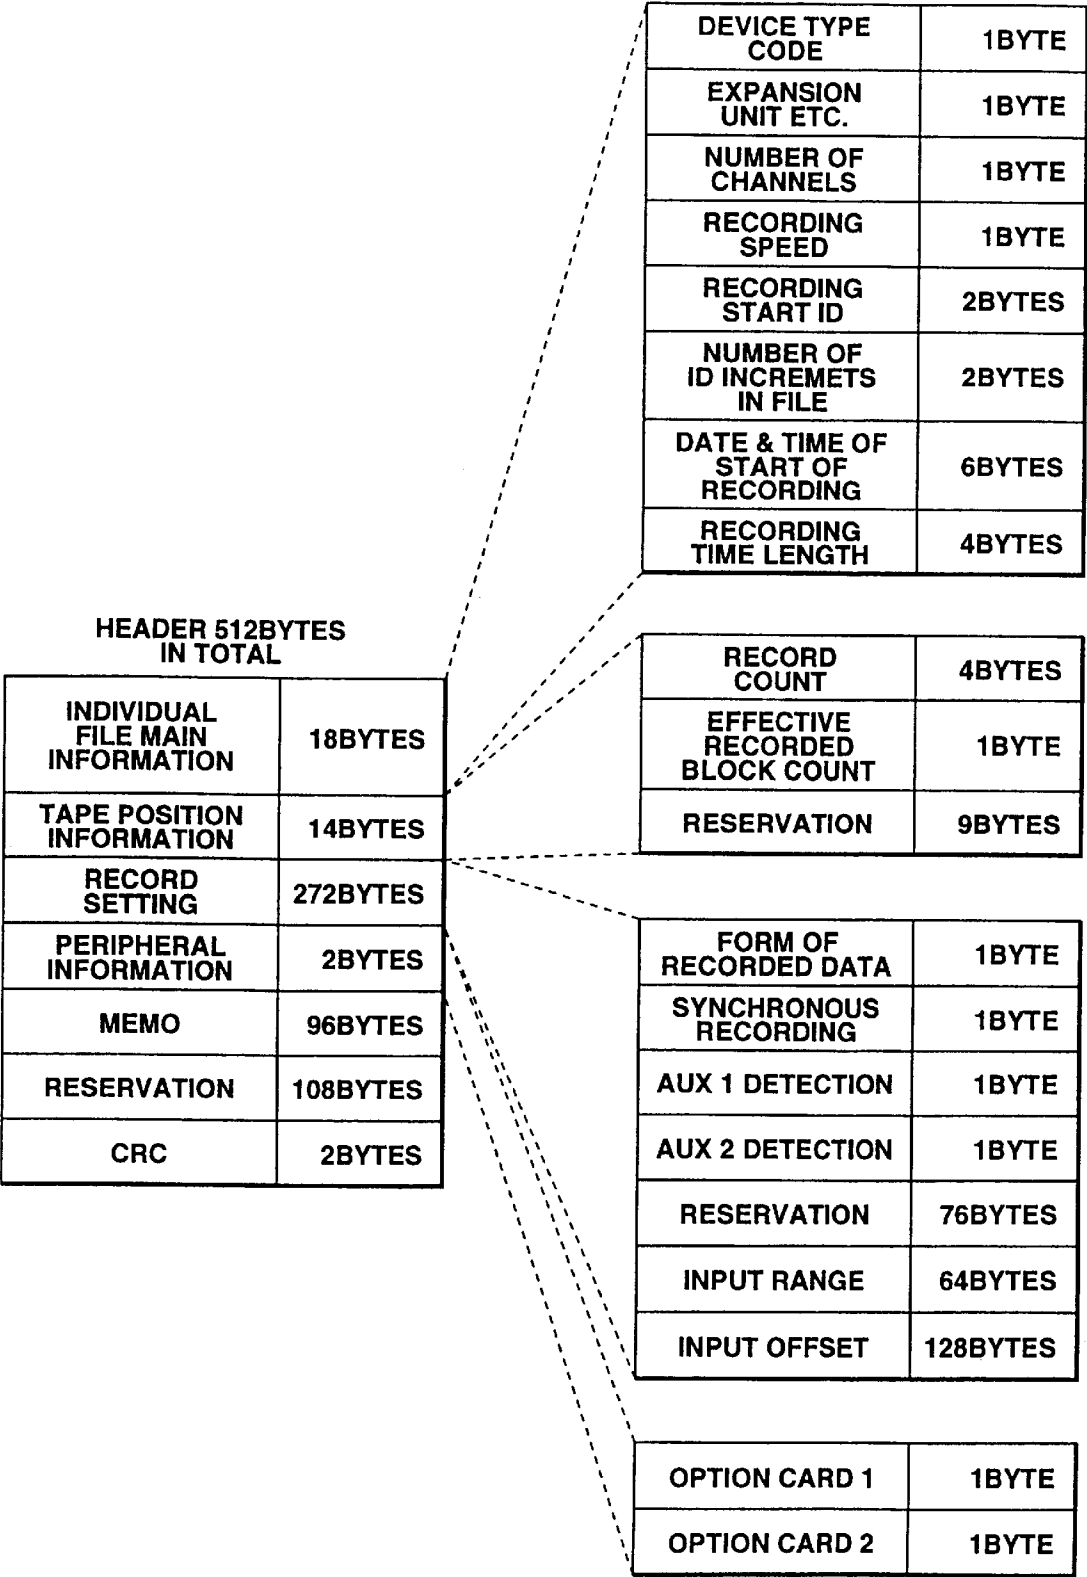 HEADER 512BYTES
IN TOTAL
INDIVIDUAL
FILE MAIN
INFORMATION
18BYTES
TAPE POSITION
INFORMATION
14BYTES
RECORD
SETTING
272BYTES
PERIPHERAL
INFORMATION
2BYTES
MEMO
96BYTES
RESERVATION
108BYTES
CRC
2BYTES
DEVICE TYPE
CODE
1BYTE
EXPANSION
UNIT ETC.
1BYTE
NUMBER OF
CHANNELS
1BYTE
RECORDING
SPEED
1BYTE
RECORDING
START ID
2BYTES
NUMBER OF
ID INCREMETS
IN FILE
2BYTES
DATE & TIME OF
START OF
RECORDING
6BYTES
RECORDING
TIME LENGTH
4BYTES
RECORD
COUNT
4BYTES
EFFECTIVE
RECORDED
BLOCK COUNT
1BYTE
RESERVATION
9BYTES
FORM OF
RECORDED DATA
1BYTE
SYNCHRONOUS
RECORDING
1BYTE
AUX 1 DETECTION
1BYTE
AUX 2 DETECTION
1BYTE
RESERVATION
76BYTES
INPUT RANGE
64BYTES
INPUT OFFSET
128BYTES
OPTION CARD 1
1BYTE
OPTION CARD 2
1BYTE